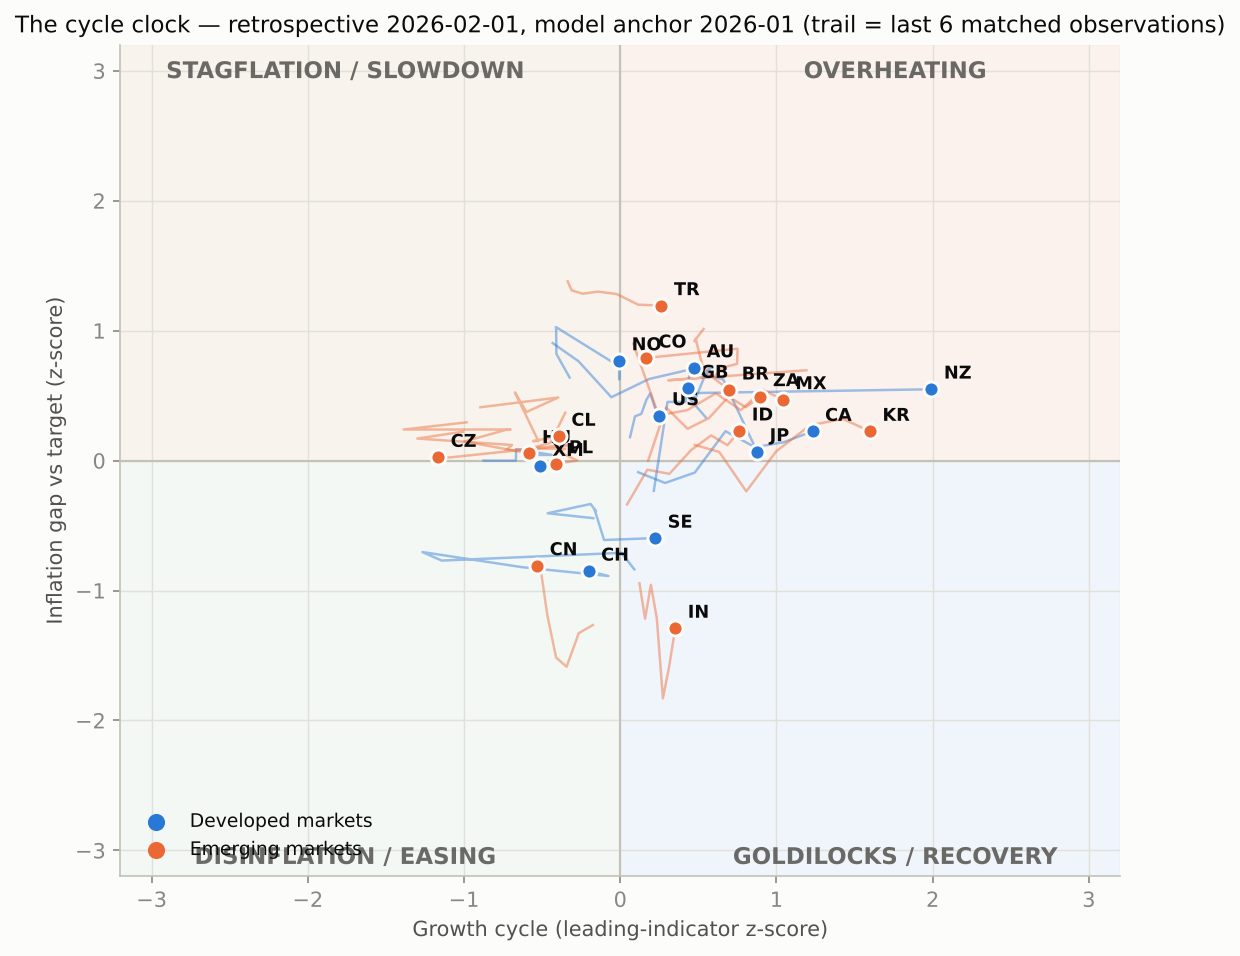 The cycle clock — retrospective 2026-02-01, model anchor 2026-01 (trail = last 6 matched observations)
STAGFLATION / SLOWDOWN
OVERHEATING
3
2
1
0
−1
−2
−3
Inflation gap vs target (z-score)
TR
NO
CO
AU
GB
BR
ZA
MX
NZ
US
ID
CA
KR
CL
JP
CZ
HU
XM
PL
SE
CN
CH
IN
Developed markets
Emerging markets
DISINFLATION / EASING
GOLDILOCKS / RECOVERY
−3
−2
−1
0
1
2
3
Growth cycle (leading-indicator z-score)